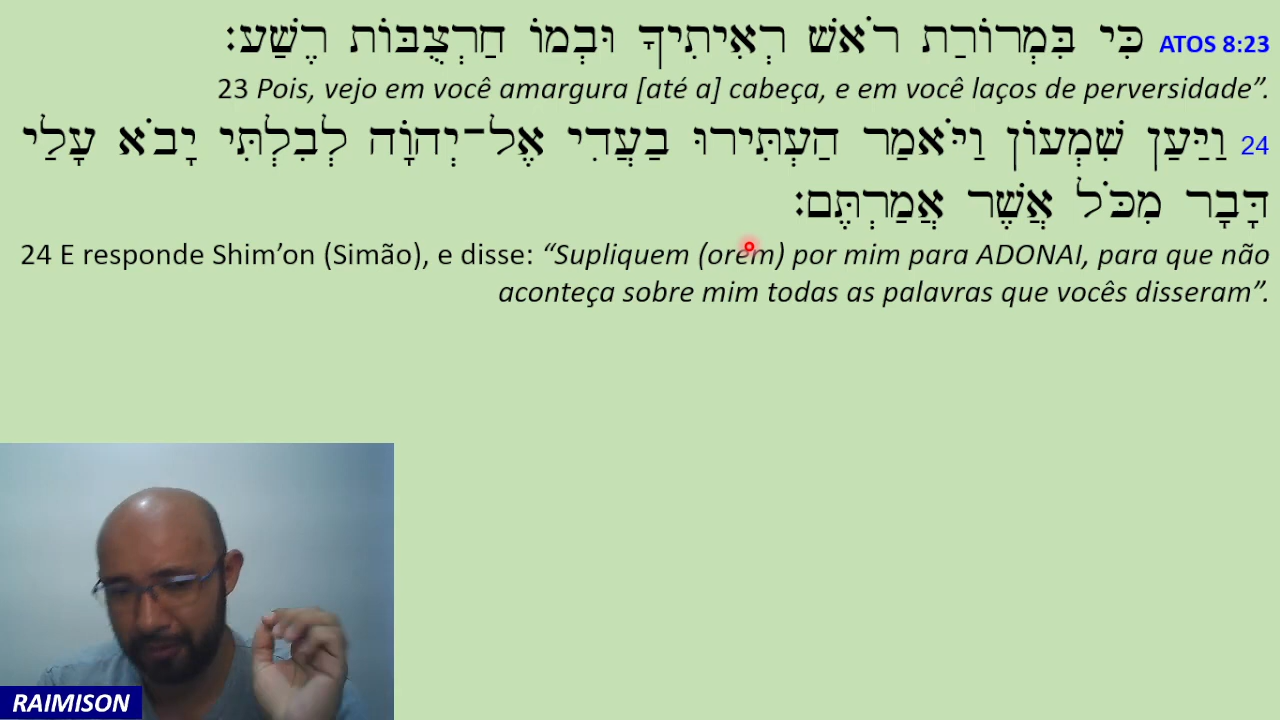 ATOS 8:23 כִּי בִּמְרוֹרַת רֹאשׁ רְאִיתִיךָ וּבְמוֹ חַרְצֻבּוֹת רֶשַׁע׃
23 Pois, vejo em você amargura [até a] cabeça, e em você laços de perversidade”.
24 וַיַּעַן שִׁמְעוֹן וַיֹּאמַר הַעְתִּירוּ בַעֲדִי אֶל־יְהוָֹה לְבִלְתִּי יָבֹא עָלַי
דָּבָר מִכֹּל אֲשֶׁר אֲמַרְתֶּם׃
24 E responde Shim’on (Simão), e disse: “Supliquem (orem) por mim para ADONAI, para que não
aconteça sobre mim todas as palavras que vocês disseram”.
RAIMISON